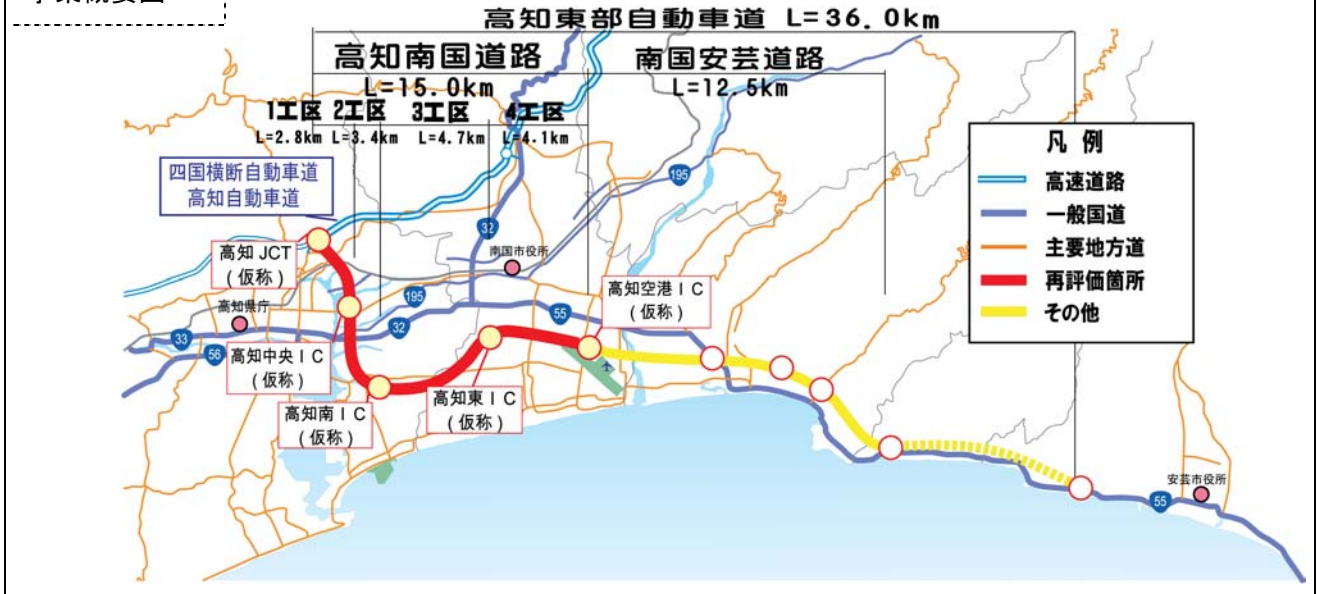 高知東部自動車道 L=36.0km
高知南国道路
L=15.0km
南国安芸道路
L=12.5km
1工区
L=2.8km
2工区
L=3.4km
3工区
L=4.7km
4工区
L=4.1km
四国横断自動車道
高知自動車道
凡 例
高速道路
一般国道
主要地方道
再評価箇所
その他
195
32
高知JCT
(仮称)
南国市役所
195
高知県庁
高知空港IC
(仮称)
33
32
55
56
高知中央IC
(仮称)
高知南IC
(仮称)
高知東IC
(仮称)
安芸市役所
55